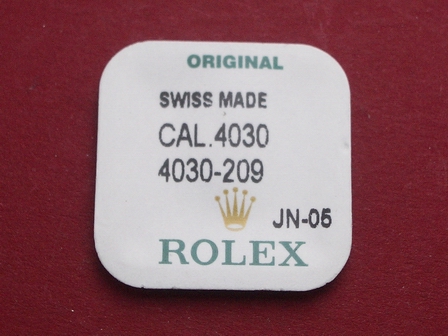 ORIGINAL
SWISS MADE
CAL.4030
4030-209
JN-05
ROLEX